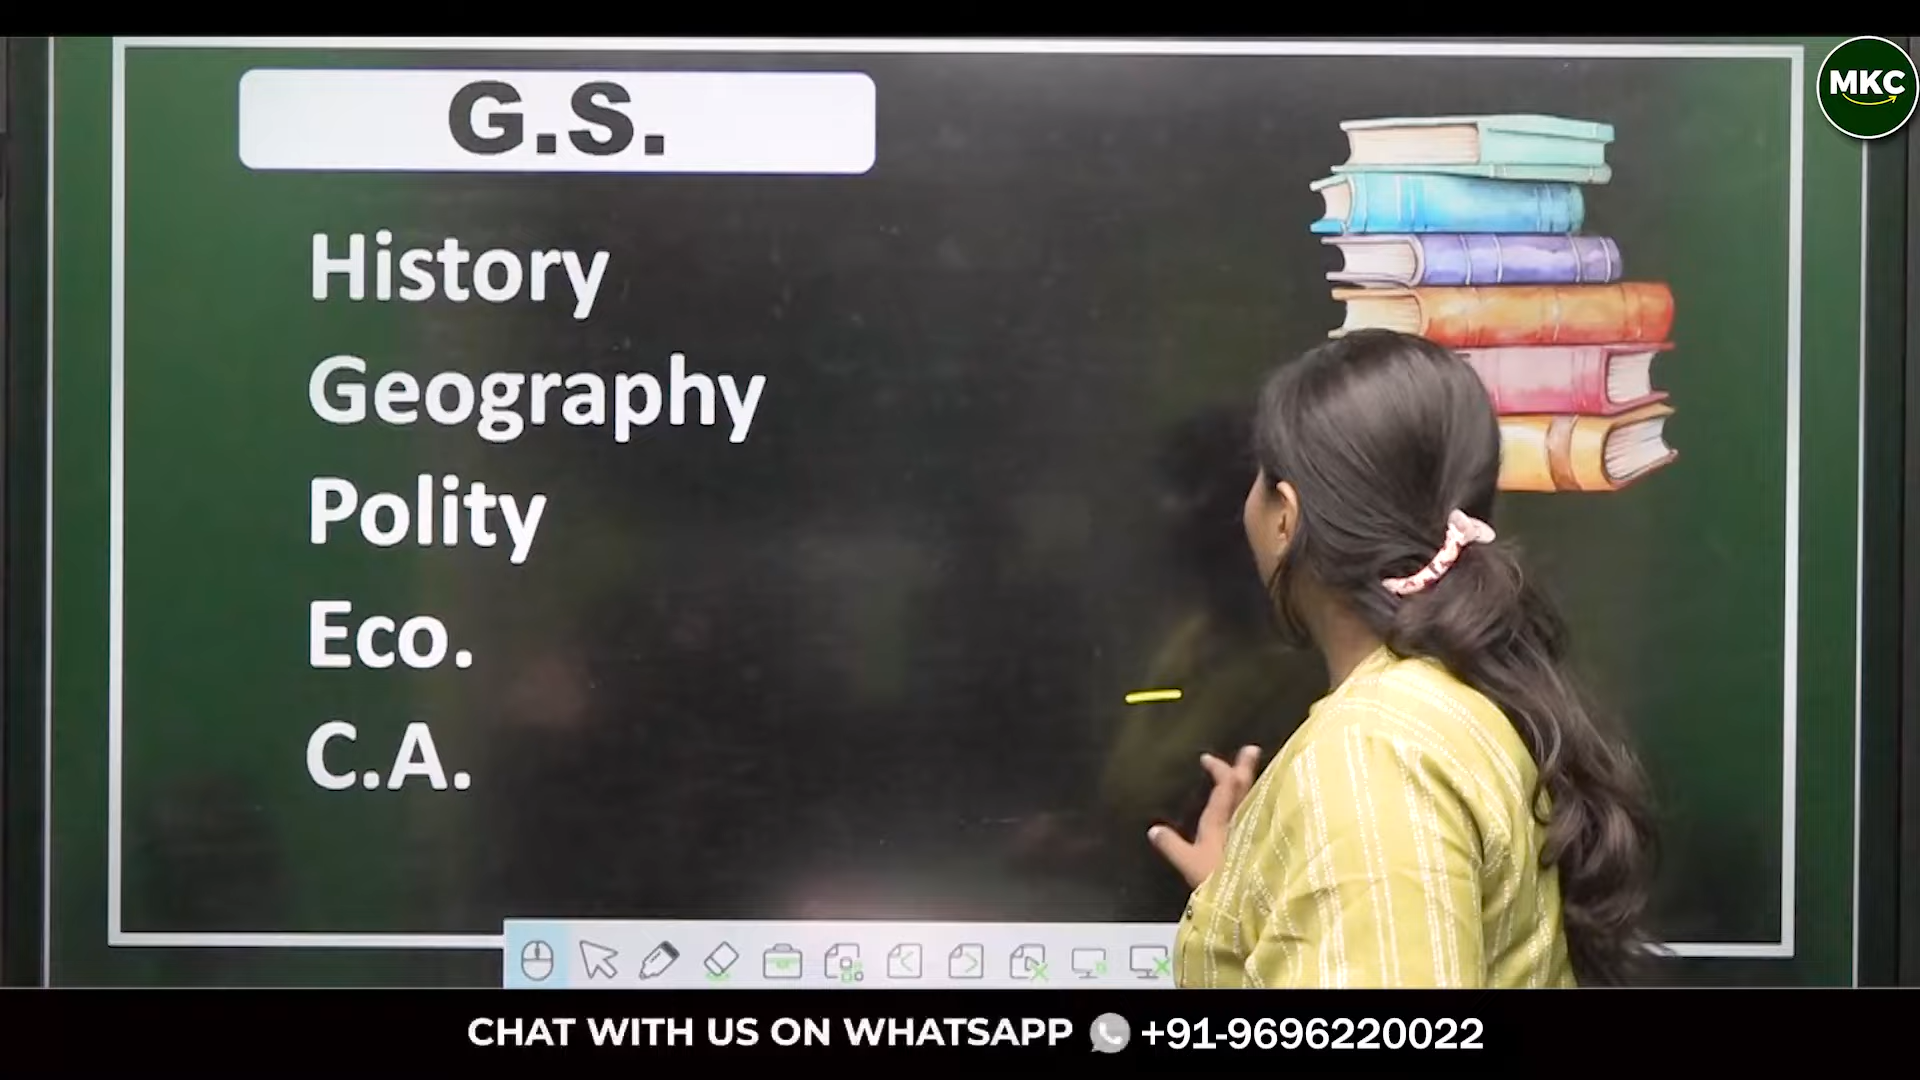 G.S.
MKC
History
Geography
Polity
Eco.
C.A.
CHAT WITH US ON WHATSAPP +91-9696220022